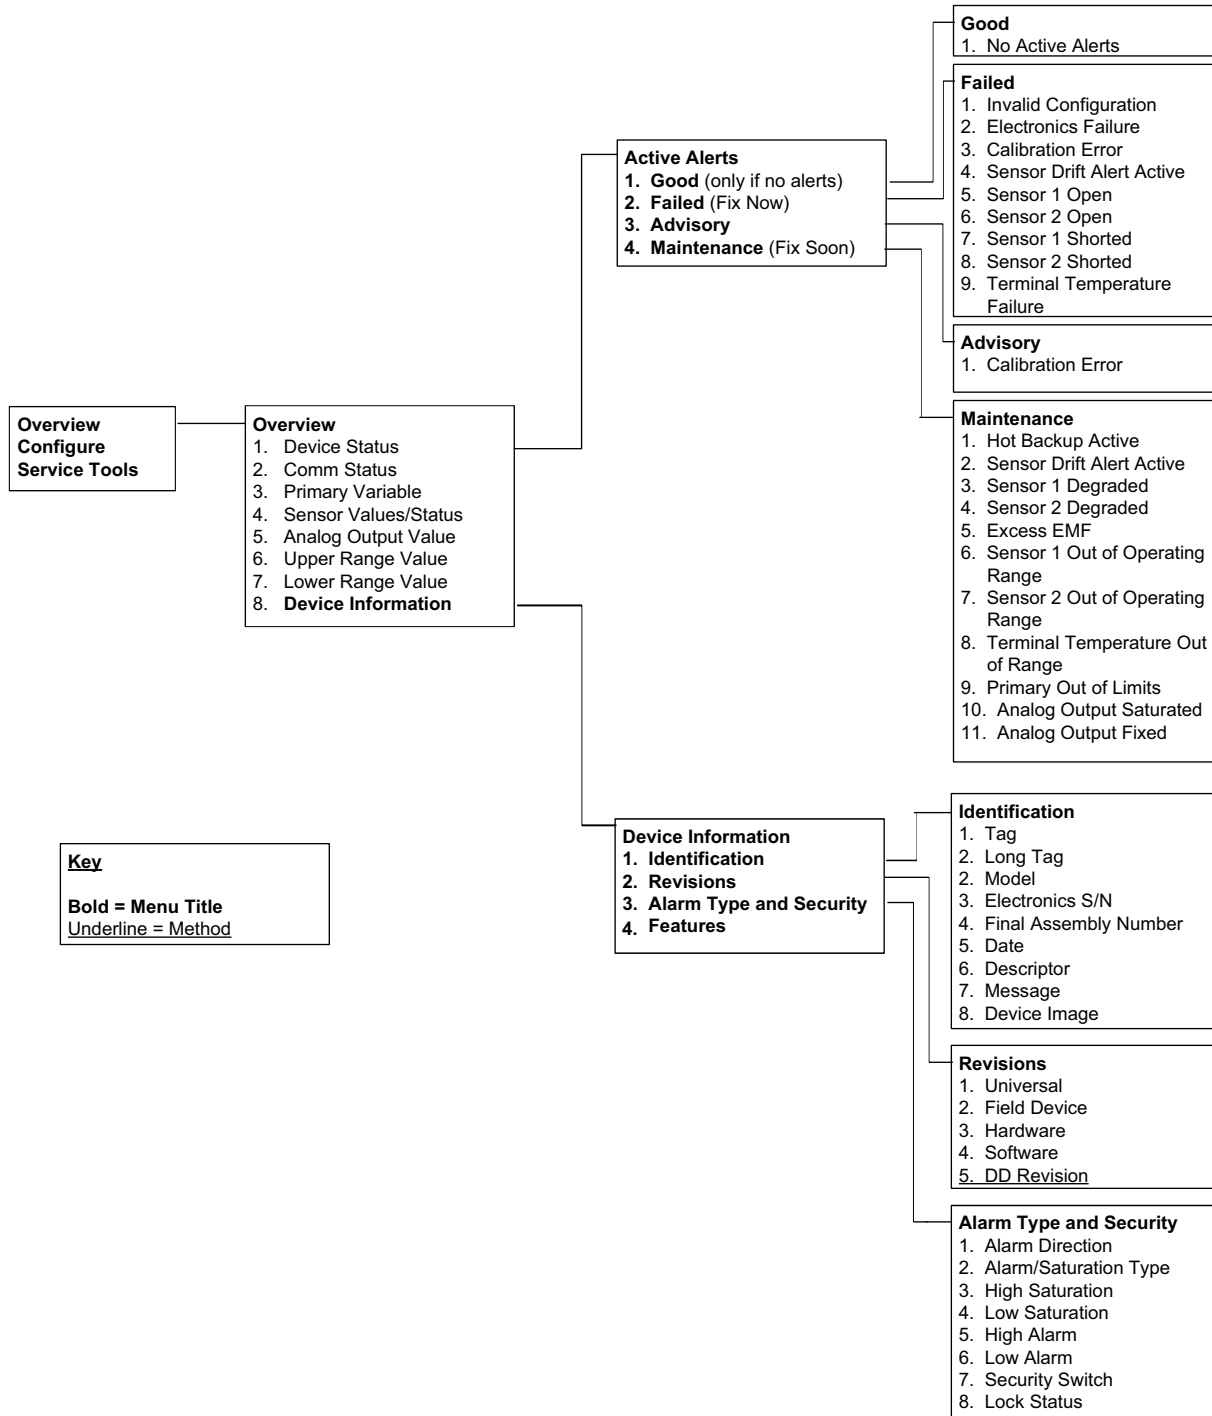 Overview
Configure
Service Tools
Overview
1. Device Status
2. Comm Status
3. Primary Variable
4. Sensor Values/Status
5. Analog Output Value
6. Upper Range Value
7. Lower Range Value
8. Device Information
Key
Bold = Menu Title
Underline = Method
Active Alerts
1. Good (only if no alerts)
2. Failed (Fix Now)
3. Advisory
4. Maintenance (Fix Soon)
Device Information
1. Identification
2. Revisions
3. Alarm Type and Security
4. Features
Good
1. No Active Alerts
Failed
1. Invalid Configuration
2. Electronics Failure
3. Calibration Error
4. Sensor Drift Alert Active
5. Sensor 1 Open
6. Sensor 2 Open
7. Sensor 1 Shorted
8. Sensor 2 Shorted
9. Terminal Temperature
Failure
Advisory
1. Calibration Error
Maintenance
1. Hot Backup Active
2. Sensor Drift Alert Active
3. Sensor 1 Degraded
4. Sensor 2 Degraded
5. Excess EMF
6. Sensor 1 Out of Operating
Range
7. Sensor 2 Out of Operating
Range
8. Terminal Temperature Out
of Range
9. Primary Out of Limits
10. Analog Output Saturated
11. Analog Output Fixed
Identification
1. Tag
2. Long Tag
2. Model
3. Electronics S/N
4. Final Assembly Number
5. Date
6. Descriptor
7. Message
8. Device Image
Revisions
1. Universal
2. Field Device
3. Hardware
4. Software
5. DD Revision
Alarm Type and Security
1. Alarm Direction
2. Alarm/Saturation Type
3. High Saturation
4. Low Saturation
5. High Alarm
6. Low Alarm
7. Security Switch
8. Lock Status